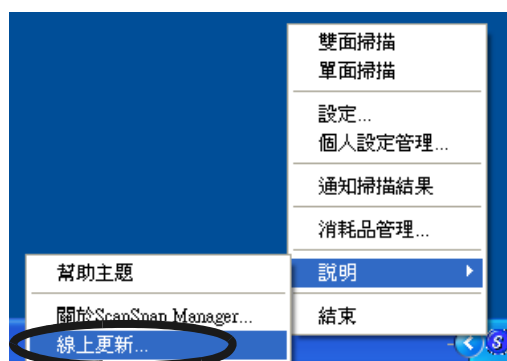 雙面掃描
單面掃描
設定...
個人設定管理...
通知掃描結果
消耗品管理...
説明
結束
幫助主題
關於ScanSnap Manager...
線上更新...
S